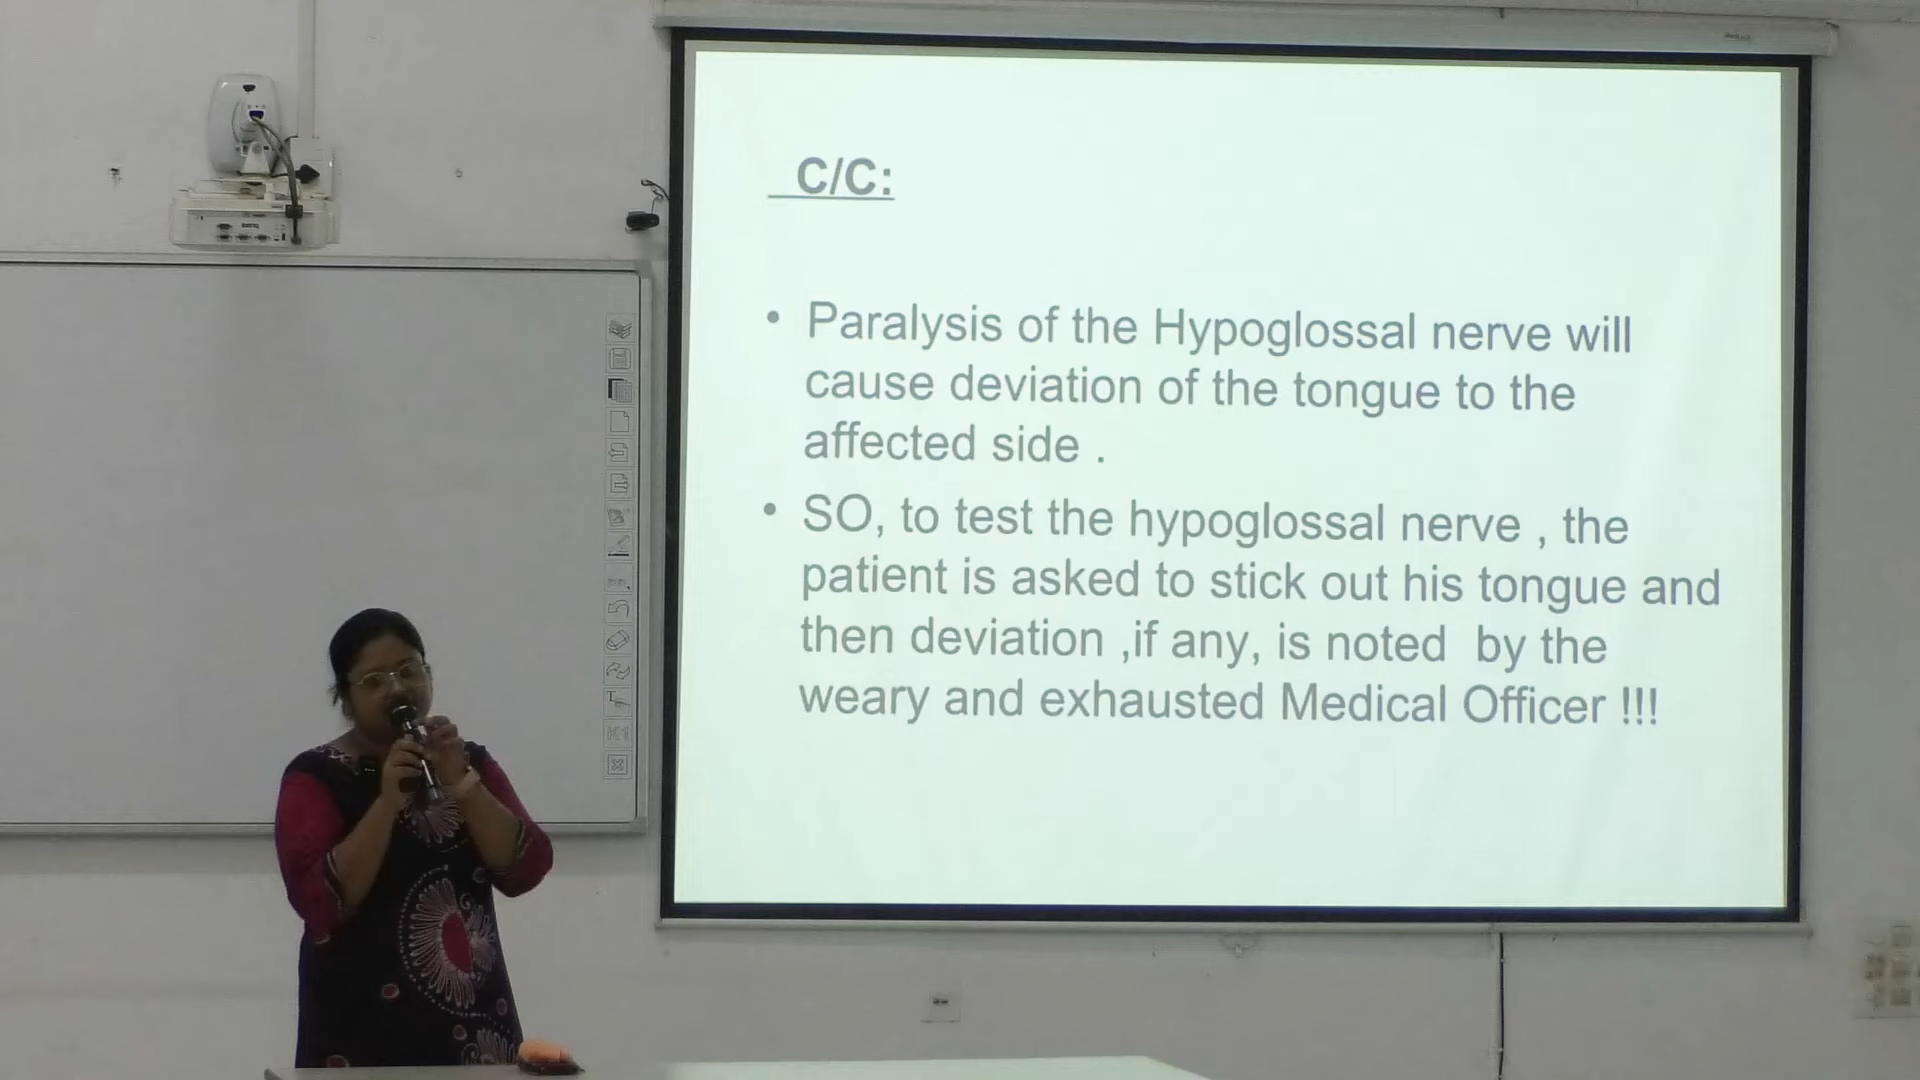 C/C:
• Paralysis of the Hypoglossal nerve will
cause deviation of the tongue to the
affected side .
• SO, to test the hypoglossal nerve , the
patient is asked to stick out his tongue and
then deviation ,if any, is noted by the
weary and exhausted Medical Officer !!!